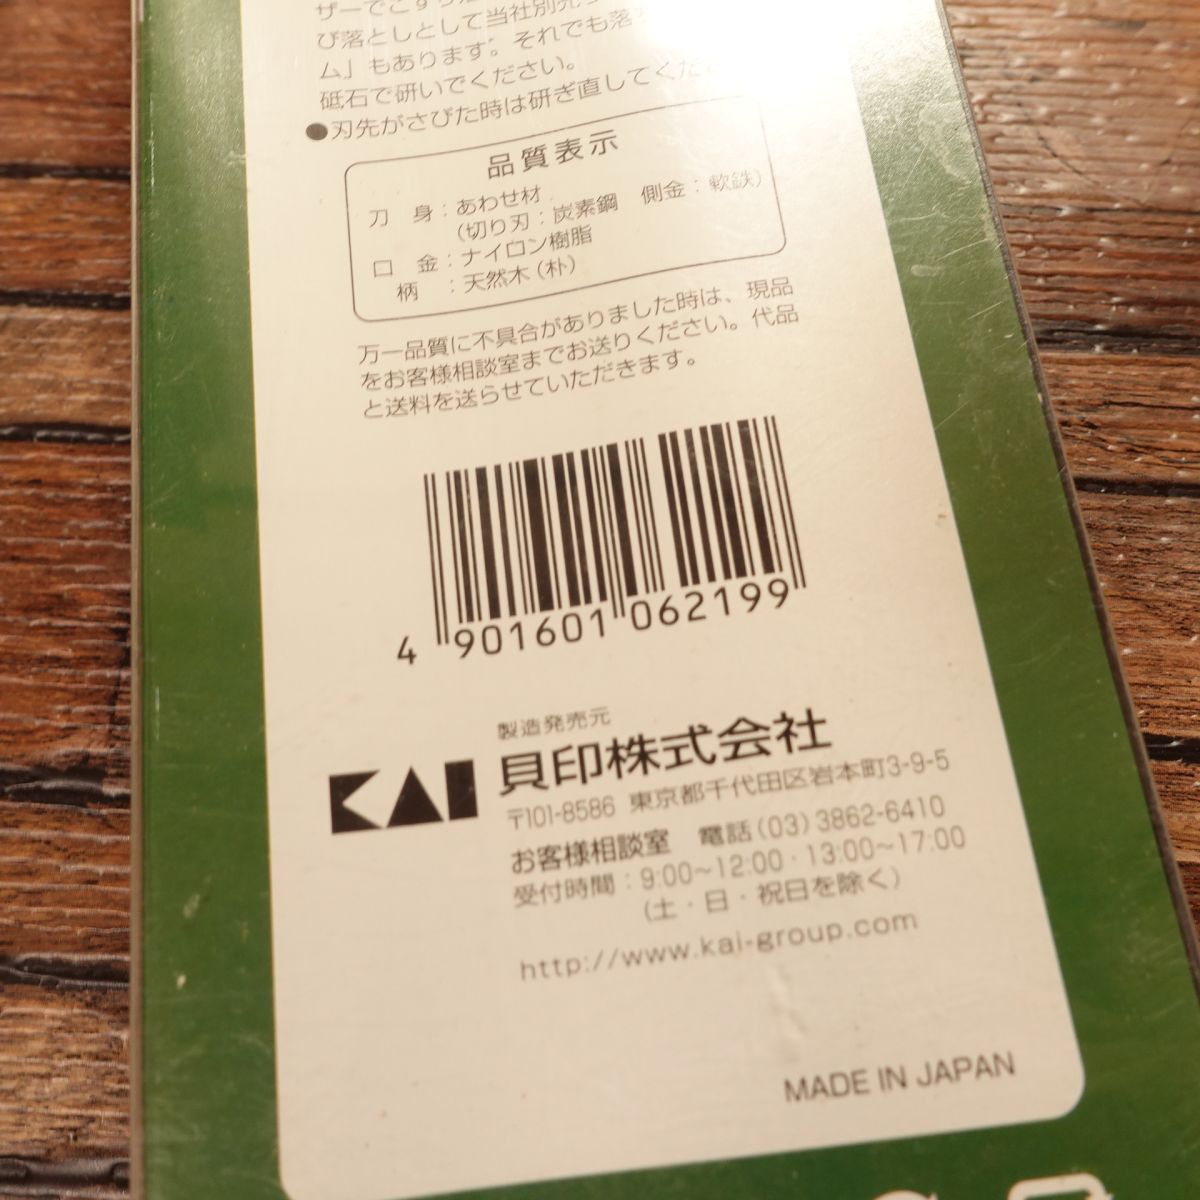 び落としとして当社別売
ム」もあります。それでも落
砥石で研いでください。
●刃先がさびた時は研ぎ直してくだ
品質表示
刀 身：あわせ材
（切り刃：炭素鋼 側金：軟鉄）
口 金：ナイロン樹脂
柄 ：天然木（朴）
万一品質に不具合がありました時は、現品
をお客様相談室までお送りください。代品
と送料を送らせていただきます。
4 901601 062199
製造発売元
KAI 貝印株式会社
〒101-8586 東京都千代田区岩本町3-9-5
お客様相談室 電話(03)3862-6410
受付時間：9:00~12:00・13:00~17:00
(土・日・祝日を除く)
http://www.kai-group.com
MADE IN JAPAN